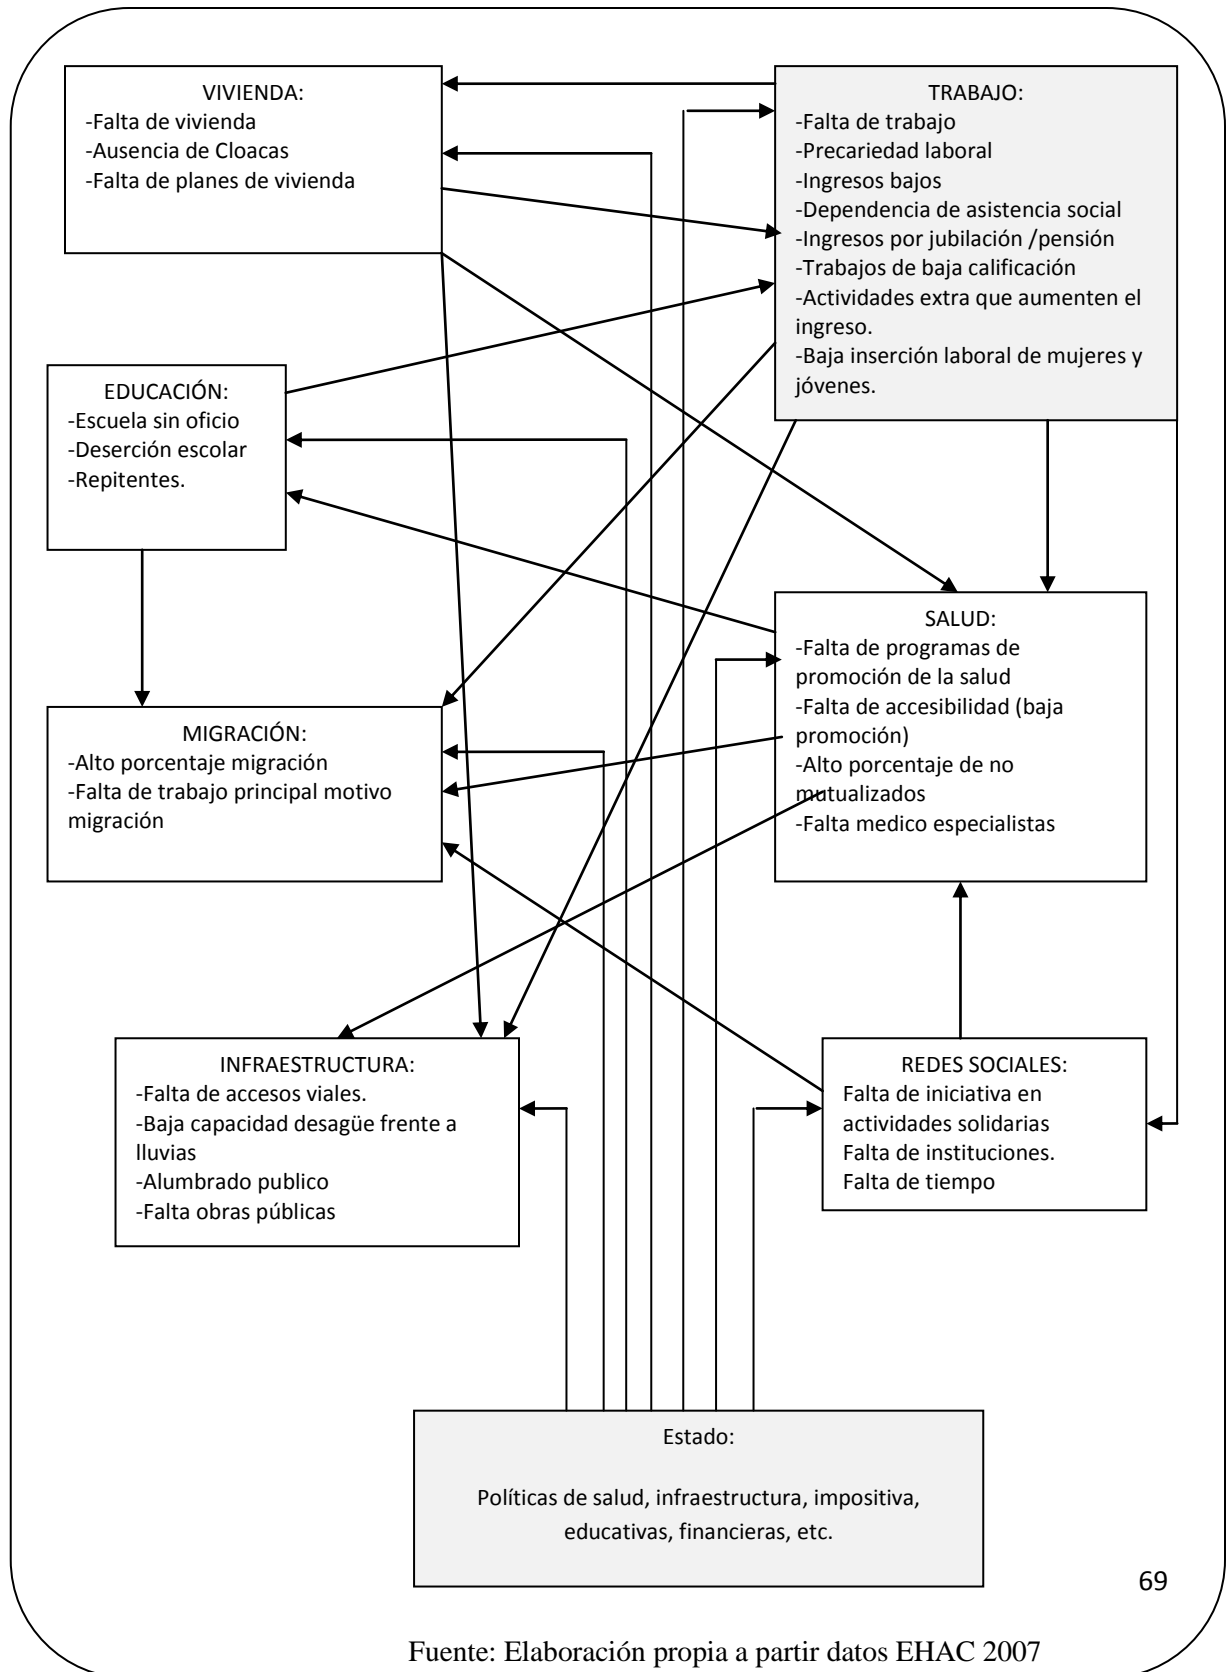 VIVIENDA:
-Falta de vivienda
-Ausencia de Cloacas
-Falta de planes de vivienda
TRABAJO:
-Falta de trabajo
-Precariedad laboral
-Ingresos bajos
-Dependencia de asistencia social
-Ingresos por jubilación /pensión
-Trabajos de baja calificación
-Actividades extra que aumenten el
ingreso.
-Baja inserción laboral de mujeres y
jóvenes.
EDUCACIÓN:
-Escuela sin oficio
-Deserción escolar
-Repitentes.
SALUD:
-Falta de programas de
promoción de la salud
-Falta de accesibilidad (baja
promoción)
-Alto porcentaje de no
mutualizados
-Falta medico especialistas
MIGRACIÓN:
-Alto porcentaje migración
-Falta de trabajo principal motivo
migración
INFRAESTRUCTURA:
-Falta de accesos viales.
-Baja capacidad desagüe frente a
lluvias
-Alumbrado publico
-Falta obras públicas
REDES SOCIALES:
Falta de iniciativa en
actividades solidarias
Falta de instituciones.
Falta de tiempo
Estado:
Políticas de salud, infraestructura, impositiva,
educativas, financieras, etc.
69
Fuente: Elaboración propia a partir datos EHAC 2007